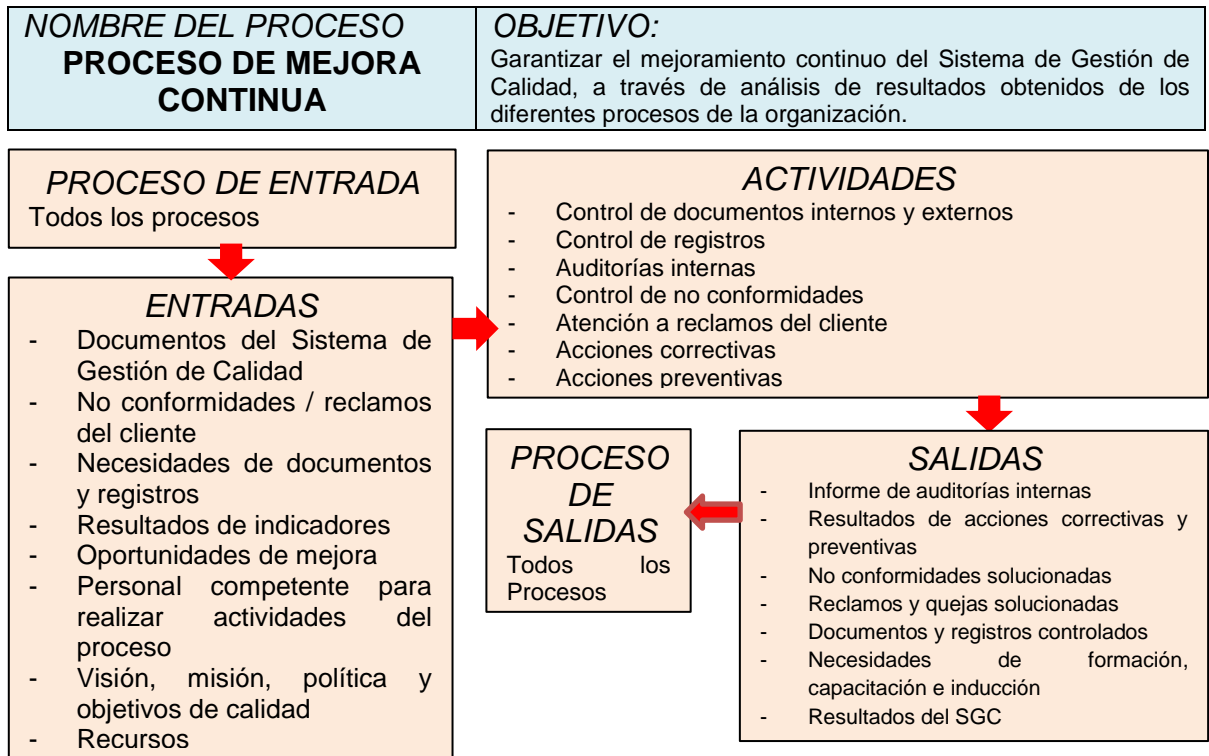 NOMBRE DEL PROCESO
PROCESO DE MEJORA
CONTINUA
OBJETIVO:
Garantizar el mejoramiento continuo del Sistema de Gestión de
Calidad, a través de análisis de resultados obtenidos de los
diferentes procesos de la organización.
PROCESO DE ENTRADA
Todos los procesos
ENTRADAS
- Documentos del Sistema de
Gestión de Calidad
- No conformidades / reclamos
del cliente
- Necesidades de documentos
y registros
- Resultados de indicadores
- Oportunidades de mejora
- Personal competente para
realizar actividades del
proceso
- Visión, misión, política y
objetivos de calidad
- Recursos
ACTIVIDADES
- Control de documentos internos y externos
- Control de registros
- Auditorías internas
- Control de no conformidades
- Atención a reclamos del cliente
- Acciones correctivas
- Acciones preventivas
SALIDAS
- Informe de auditorías internas
- Resultados de acciones correctivas y
preventivas
- No conformidades solucionadas
- Reclamos y quejas solucionadas
- Documentos y registros controlados
- Necesidades de formación,
capacitación e inducción
- Resultados del SGC
PROCESO
DE
SALIDAS
Todos los
Procesos